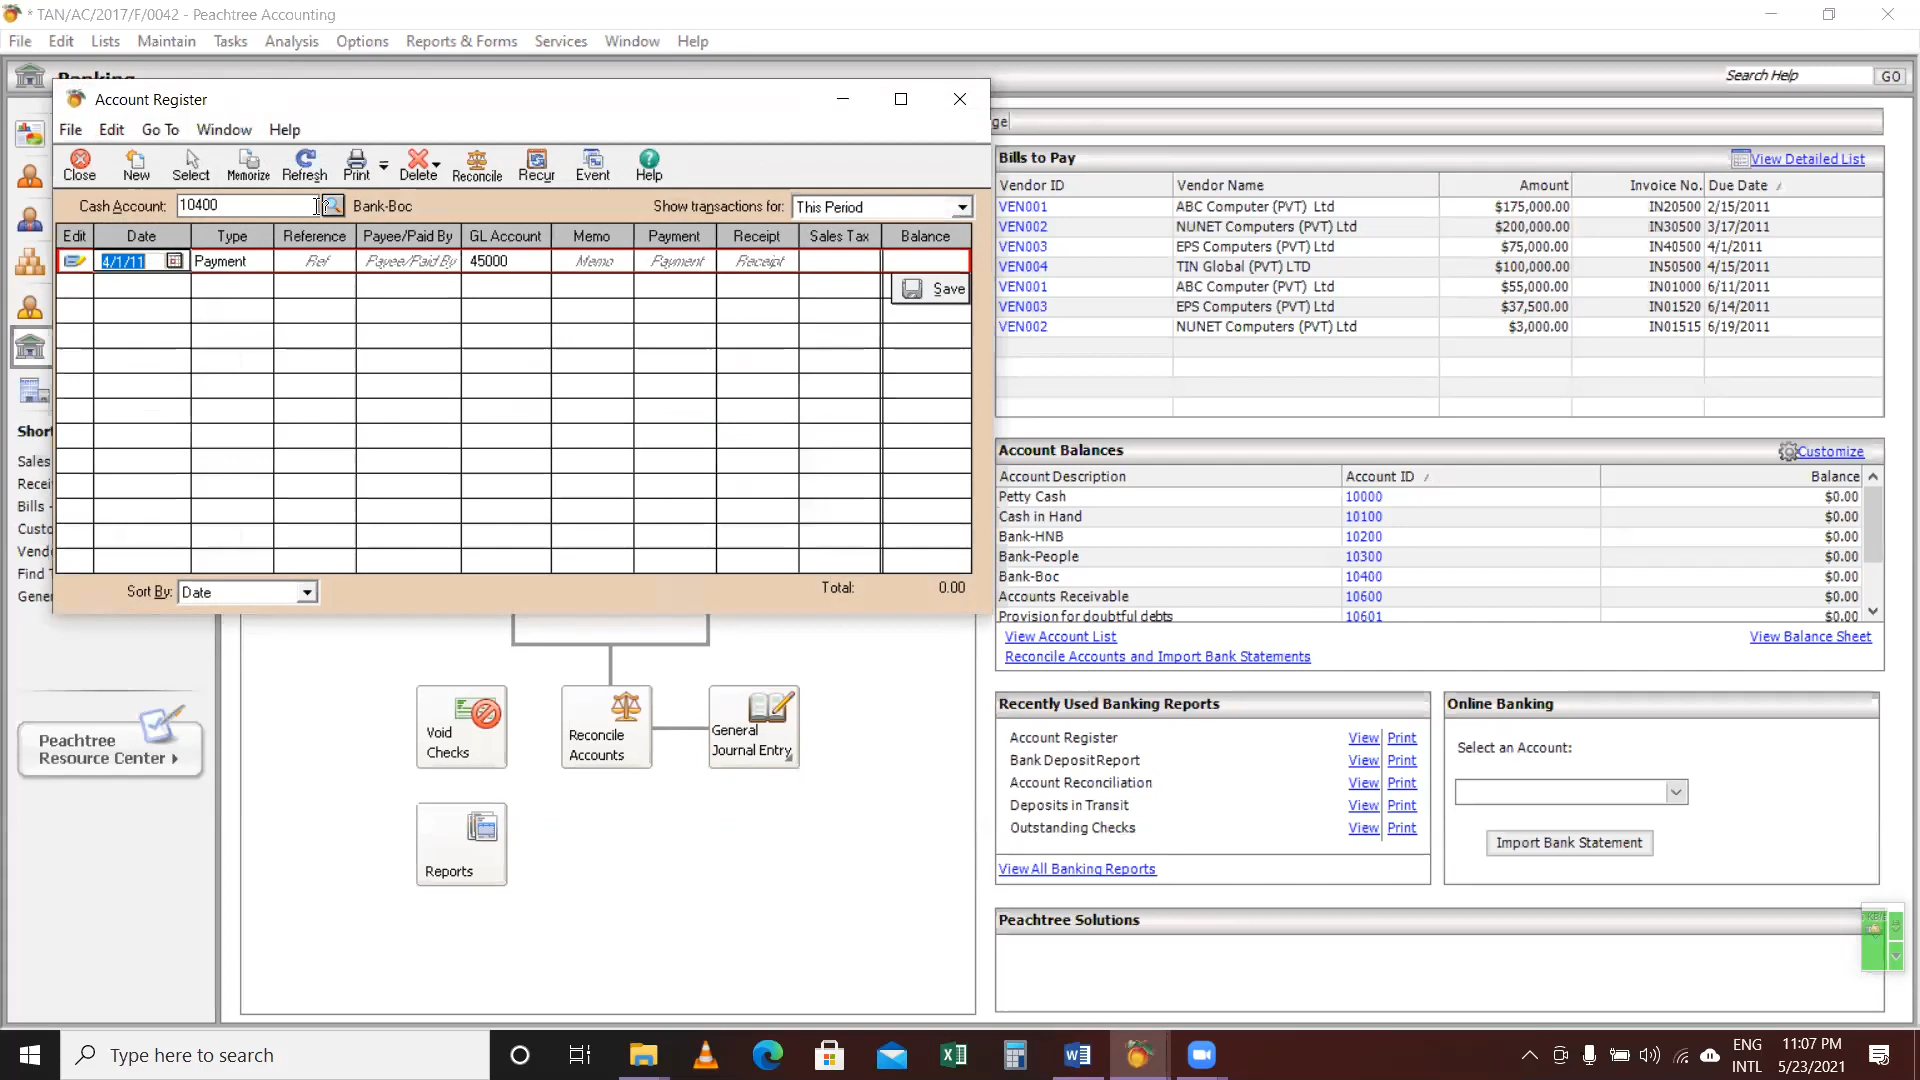 * TAN/AC/2017/F/0042 - Peachtree Accounting
File Edit Lists Maintain Tasks Analysis Options Reports & Forms Services Window Help
Banking
Search Help GO
Account Register
File Edit Go To Window Help
Close New Select Memorize Refresh Print Delete Reconcile Recur Event Help
Cash Account: 10400 Bank-Boc Show transactions for: This Period
Edit Date Type Reference Payee/Paid By GL Account Memo Payment Receipt Sales Tax Balance
4/1/11 Payment Ref Payee/Paid By 45000 Memo Payment Receipt
Save
Sort By: Date Total: 0.00
ge
Bills to Pay View Detailed List
Vendor ID Vendor Name Amount Invoice No. Due Date
VEN001 ABC Computer (PVT) Ltd $175,000.00 IN20500 2/15/2011
VEN002 NUNET Computers (PVT) Ltd $200,000.00 IN30500 3/17/2011
VEN003 EPS Computers (PVT) Ltd $75,000.00 IN40500 4/1/2011
VEN004 TIN Global (PVT) LTD $100,000.00 IN50500 4/15/2011
VEN001 ABC Computer (PVT) Ltd $55,000.00 IN01000 6/11/2011
VEN003 EPS Computers (PVT) Ltd $37,500.00 IN01520 6/14/2011
VEN002 NUNET Computers (PVT) Ltd $3,000.00 IN01515 6/19/2011
Account Balances Customize
Account Description Account ID Balance
Petty Cash 10000 $0.00
Cash in Hand 10100 $0.00
Bank-HNB 10200 $0.00
Bank-People 10300 $0.00
Bank-Boc 10400 $0.00
Accounts Receivable 10600 $0.00
Provision for doubtful debts 10601 $0.00
View Account List View Balance Sheet
Reconcile Accounts and Import Bank Statements
Short
Sales
Recei
Bills -
Custo
Vend
Find T
Gener
Peachtree
Resource Center
Void
Checks
Reconcile
Accounts
General
Journal Entry
Reports
Recently Used Banking Reports
Account Register View Print
Bank Deposit Report View Print
Account Reconciliation View Print
Deposits in Transit View Print
Outstanding Checks View Print
View All Banking Reports
Online Banking
Select an Account:
Import Bank Statement
Peachtree Solutions
Type here to search
ENG
INTL
11:07 PM
5/23/2021